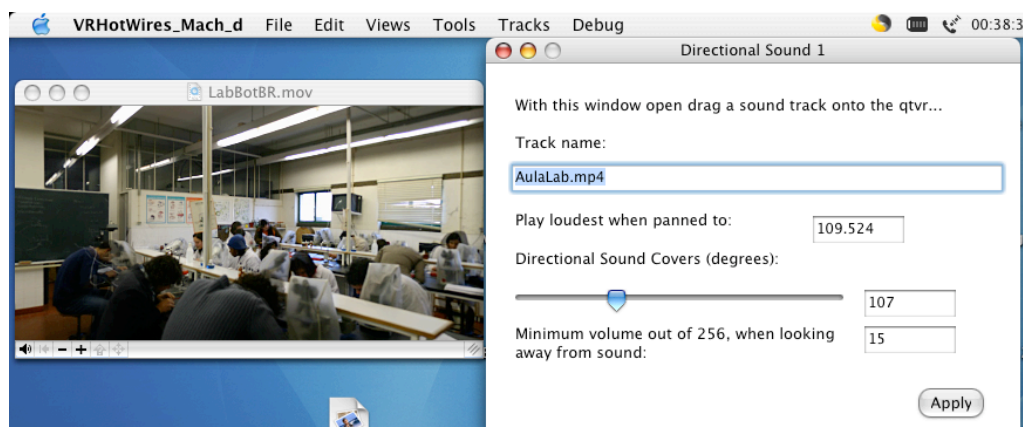 VRHotWires_Mach_d File Edit Views Tools Tracks Debug 00:38:3
Directional Sound 1
LabBotBR.mov
With this window open drag a sound track onto the qtvr...
Track name:
AulaLab.mp4
Play loudest when panned to: 109.524
Directional Sound Covers (degrees):
107
Minimum volume out of 256, when looking 15
away from sound:
Apply